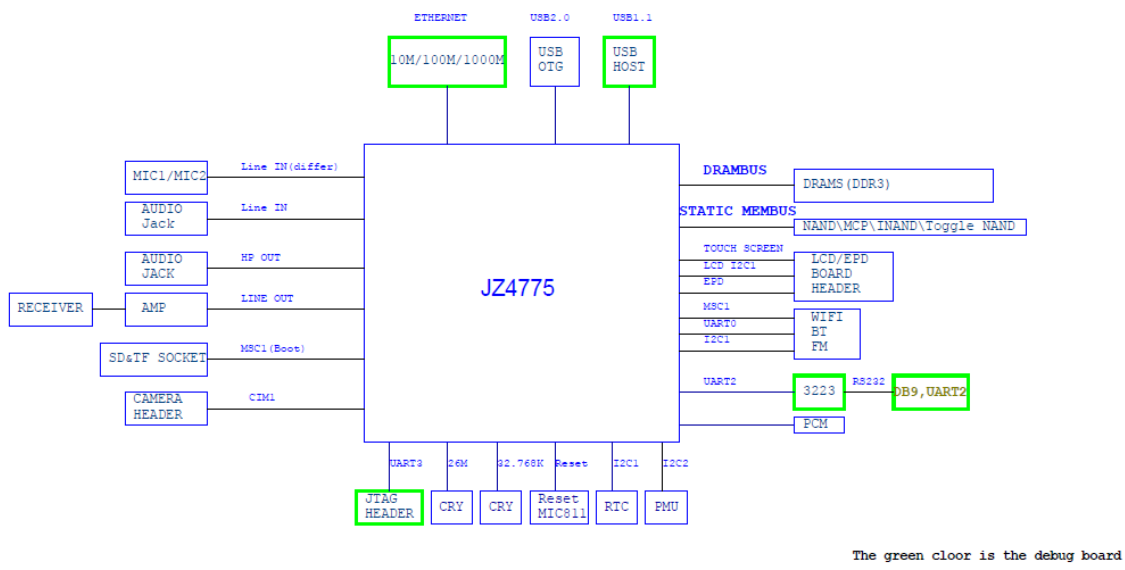 ETHERNET
USB2.0
USB1.1
10M/100M/1000M
USB
OTG
USB
HOST
MIC1/MIC2
Line IN(differ)
AUDIO
Jack
Line IN
AUDIO
JACK
HP OUT
RECEIVER
AMP
LINE OUT
SD&TF SOCKET
MSC1(Boot)
CAMERA
HEADER
CIM1
JZ4775
DRAMBUS
DRAMS(DDR3)
STATIC MEMBUS
NAND\MCP\INAND\Toggle NAND
TOUCH SCREEN
LCD I2C1
EPD
LCD/EPD
BOARD
HEADER
MSC1
UART0
I2C1
WIFI
BT
FM
UART2
3223
RS232
DB9,UART2
PCM
UART3
26M
32.768K
Reset
I2C1
I2C2
JTAG
HEADER
CRY
CRY
Reset
MIC811
RTC
PMU
The green cloor is the debug board